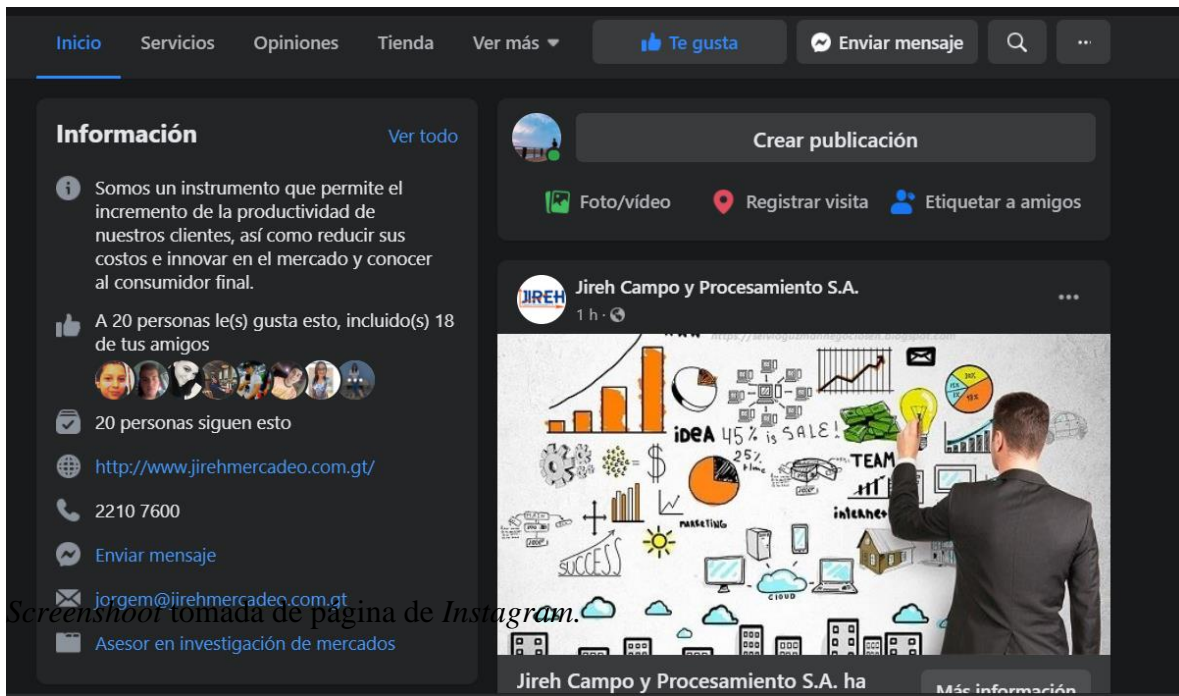 Inicio Servicios Opiniones Tienda Ver más Te gusta Enviar mensaje
Información Ver todo
Somos un instrumento que permite el
incremento de la productividad de
nuestros clientes, así como reducir sus
costos e innovar en el mercado y conocer
al consumidor final.
A 20 personas le(s) gusta esto, incluido(s) 18
de tus amigos
20 personas siguen esto
http://www.jirehmercadeo.com.gt/
2210 7600
Enviar mensaje
jorgem@jirehmercadeo.com.gt
Screenshoot tomada de página de Instagram.
Asesor en investigación de mercados
Crear publicación
Foto/vídeo Registrar visita Etiquetar a amigos
JIREH
Jireh Campo y Procesamiento S.A.
1 h
iDEA 45% is SALE!
25%
time
TEAM
internet
MARKETING
SUCCESS
CLOUD
Jireh Campo y Procesamiento S.A. ha
Más información